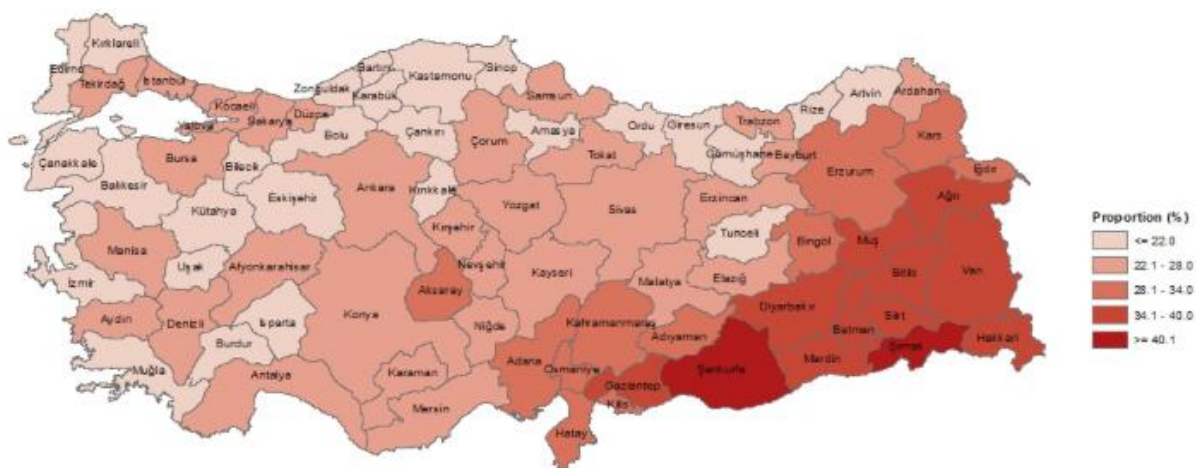 Kırklareli
Edirne
Tekirdağ
İstanbul
Kocaeli
Yalova
Sakarya
Düzce
Zonguldak
Bartın
Karabük
Kastamonu
Sinop
Samsun
Bolu
Çankırı
Çorum
Amasya
Ordu
Giresun
Trabzon
Rize
Artvin
Ardahan
Gümüşhane
Bayburt
Kars
Iğdır
Erzurum
Ağrı
Çanakkale
Balıkesir
Bursa
Bilecik
Eskişehir
Kütahya
Ankara
Kırıkkale
Yozgat
Tokat
Sivas
Erzincan
Tunceli
Bingöl
Muş
Bitlis
Van
Manisa
İzmir
Uşak
Afyonkarahisar
Kırşehir
Nevşehir
Kayseri
Malatya
Elazığ
Diyarbakır
Batman
Siirt
Şırnak
Hakkari
Aydın
Denizli
Isparta
Burdur
Konya
Aksaray
Niğde
Kahramanmaraş
Adıyaman
Şanlıurfa
Mardin
Muğla
Antalya
Karaman
Mersin
Adana
Osmaniye
Gaziantep
Kilis
Hatay
Proportion (%)
<= 22.0
22.1 - 28.0
28.1 - 34.0
34.1 - 40.0
>= 40.1